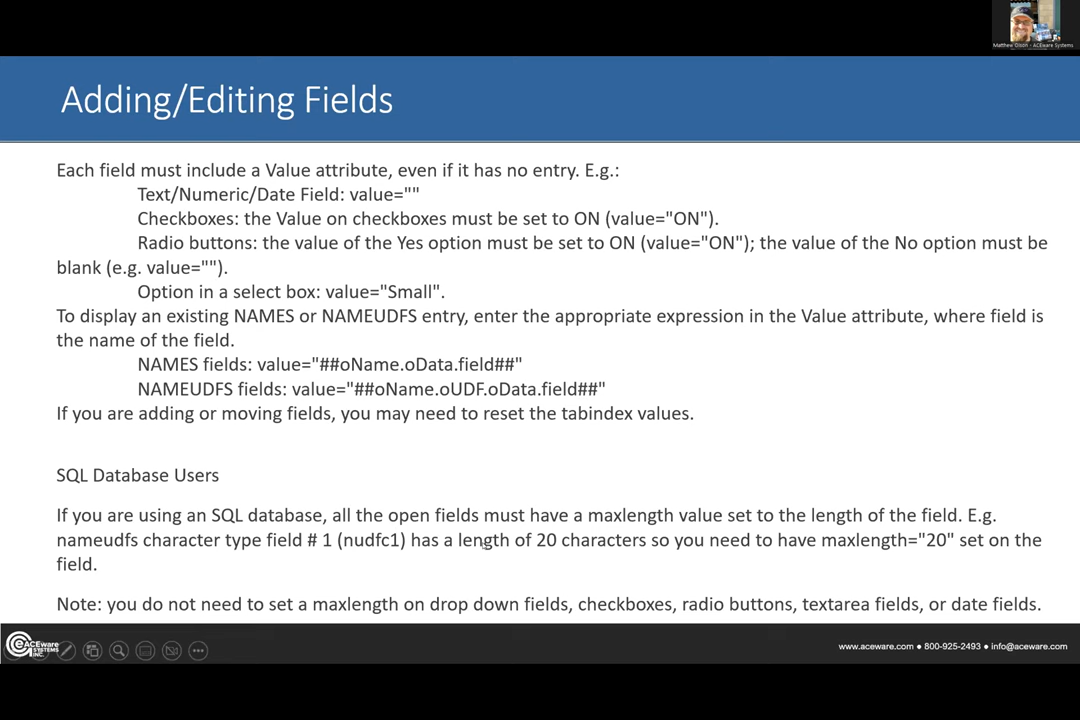 Matthew Olson - ACEware Systems
Adding/Editing Fields
Each field must include a Value attribute, even if it has no entry. E.g.:
Text/Numeric/Date Field: value=""
Checkboxes: the Value on checkboxes must be set to ON (value="ON").
Radio buttons: the value of the Yes option must be set to ON (value="ON"); the value of the No option must be
blank (e.g. value="").
Option in a select box: value="Small".
To display an existing NAMES or NAMEUDFS entry, enter the appropriate expression in the Value attribute, where field is
the name of the field.
NAMES fields: value="##oName.oData.field##"
NAMEUDFS fields: value="##oName.oUDF.oData.field##"
If you are adding or moving fields, you may need to reset the tabindex values.
SQL Database Users
If you are using an SQL database, all the open fields must have a maxlength value set to the length of the field. E.g.
nameudfs character type field # 1 (nudfc1) has a length of 20 characters so you need to have maxlength="20" set on the
field.
Note: you do not need to set a maxlength on drop down fields, checkboxes, radio buttons, textarea fields, or date fields.
ACEware
SYSTEMS
INC.
www.aceware.com ● 800-925-2493 ● info@aceware.com